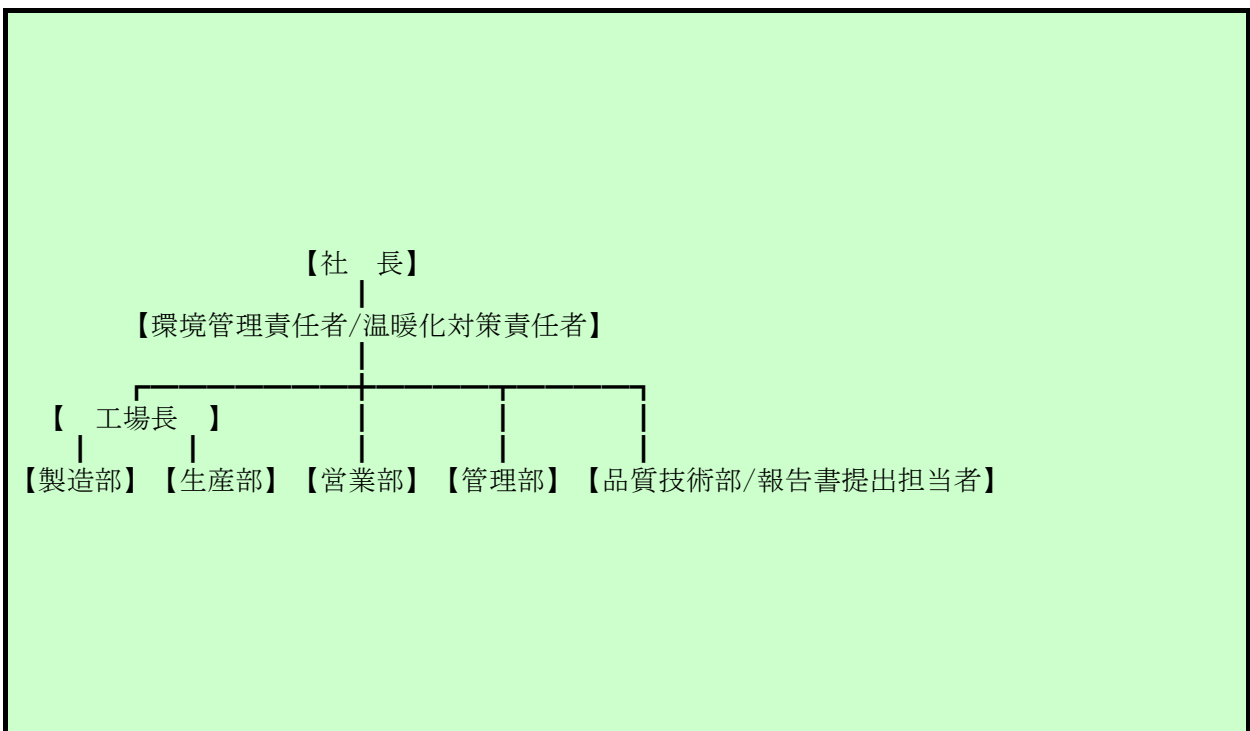 【社　長】
【環境管理責任者/温暖化対策責任者】
【　工場長　】
【製造部】【生産部】【営業部】【管理部】【品質技術部/報告書提出担当者】